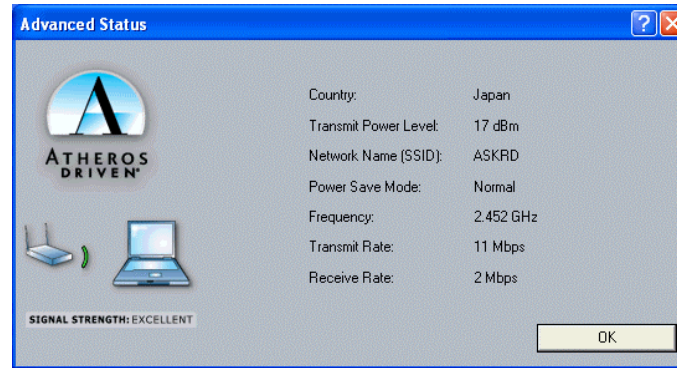 Advanced Status
ATHEROS
DRIVEN
Country: Japan
Transmit Power Level: 17 dBm
Network Name (SSID): ASKRD
Power Save Mode: Normal
Frequency: 2.452 GHz
Transmit Rate: 11 Mbps
Receive Rate: 2 Mbps
SIGNAL STRENGTH: EXCELLENT
OK